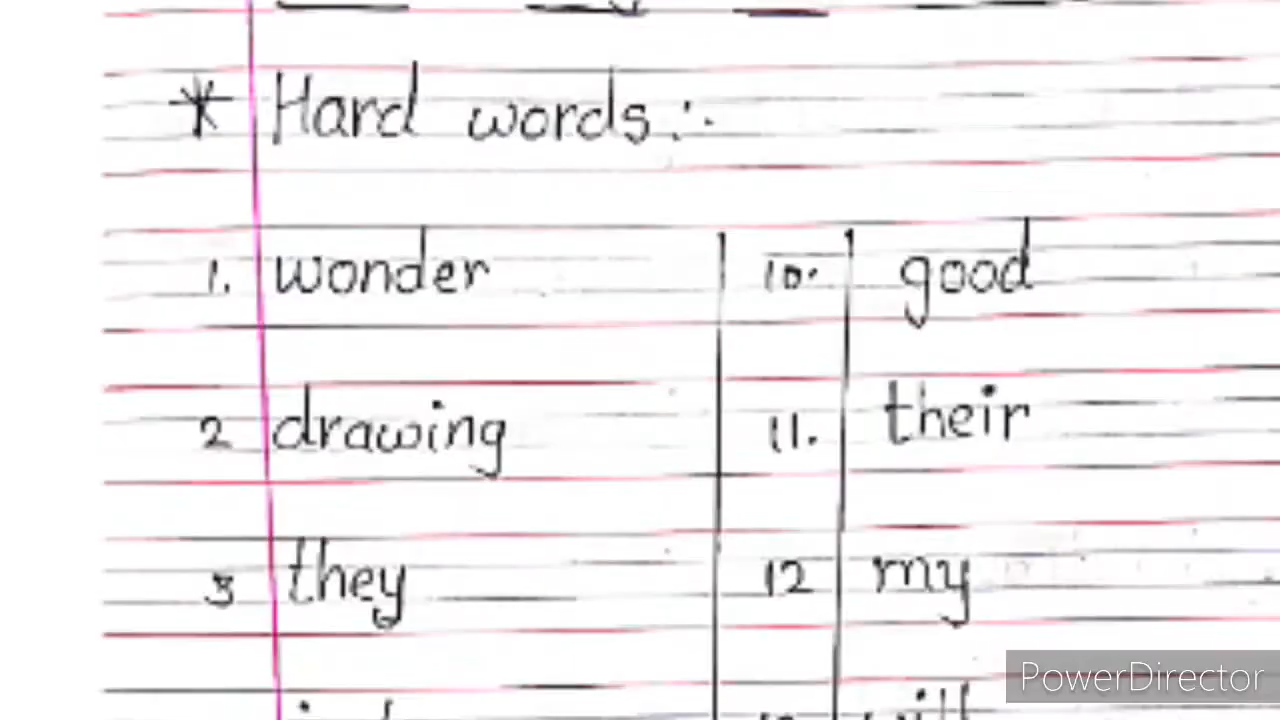 * Hard words :-
1. wonder 10. good
2 drawing 11. their
3 they 12 my
PowerDirector